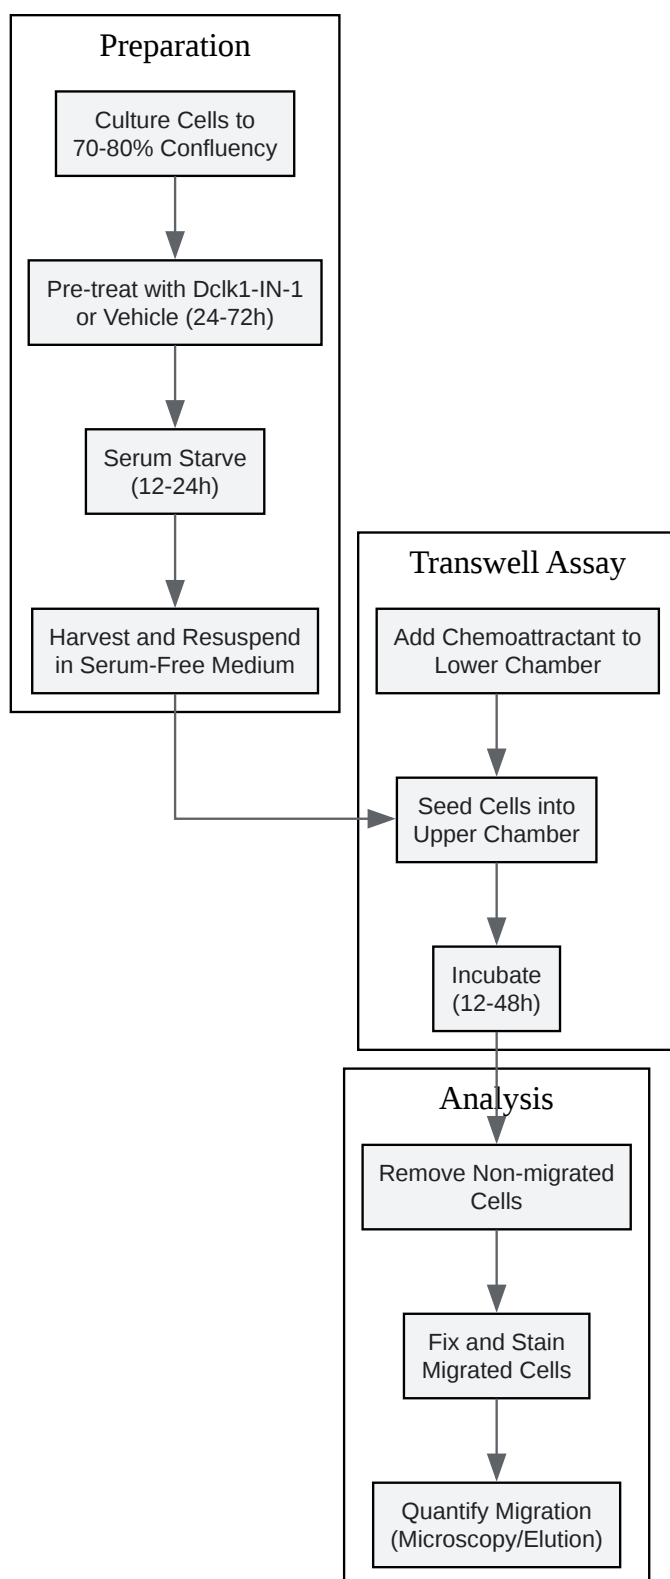 Preparation
Culture Cells to
70-80% Confluency
Pre-treat with Dclk1-IN-1
or Vehicle (24-72h)
Serum Starve
(12-24h)
Harvest and Resuspend
in Serum-Free Medium
Transwell Assay
Add Chemoattractant to
Lower Chamber
Seed Cells into
Upper Chamber
Incubate
(12-48h)
Analysis
Remove Non-migrated
Cells
Fix and Stain
Migrated Cells
Quantify Migration
(Microscopy/Elution)